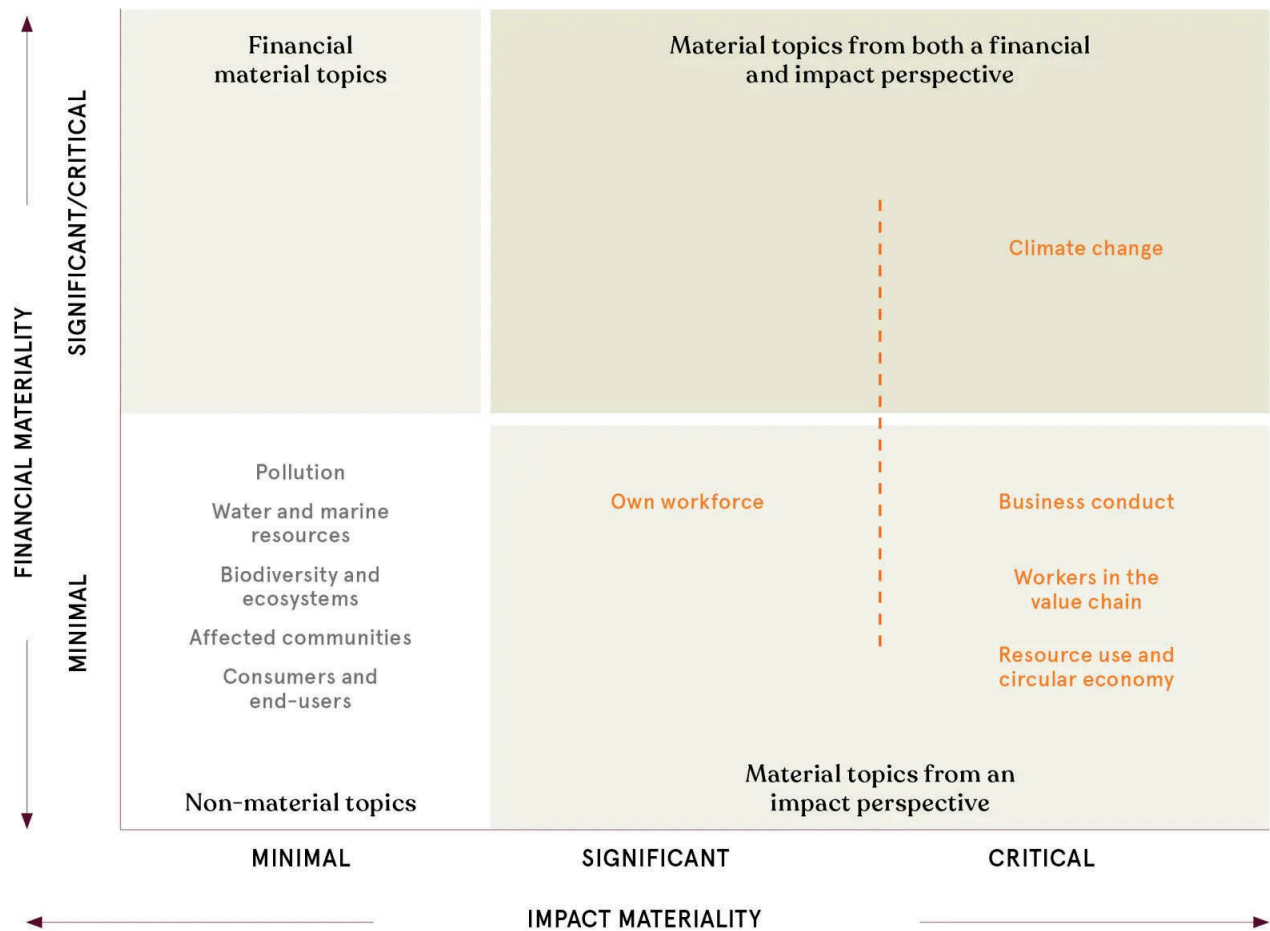 Financial
material topics
Material topics from both a financial
and impact perspective
SIGNIFICANT/CRITICAL
Climate change
FINANCIAL MATERIALITY
Pollution
Water and marine
resources
Biodiversity and
ecosystems
Affected communities
Consumers and
end-users
Own workforce
Business conduct
Workers in the
value chain
Resource use and
circular economy
MINIMAL
Non-material topics
Material topics from an
impact perspective
MINIMAL
SIGNIFICANT
CRITICAL
IMPACT MATERIALITY